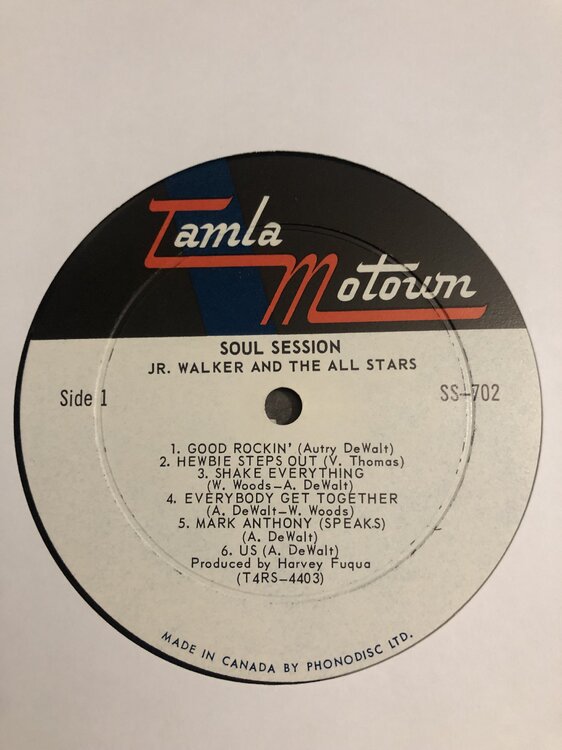 Tamla
Motown
SOUL SESSION
JR. WALKER AND THE ALL STARS
Side 1
SS-702
1. GOOD ROCKIN' (Autry DeWalt)
2. HEWBIE STEPS OUT (V. Thomas)
3. SHAKE EVERYTHING
(W. Woods-A. DeWalt)
4. EVERYBODY GET TOGETHER
(A. DeWalt-W. Woods)
5. MARK ANTHONY (SPEAKS)
(A. DeWalt)
6. US (A. DeWalt)
Produced by Harvey Fuqua
(T4RS-4403)
MADE IN CANADA BY PHONODISC LTD.